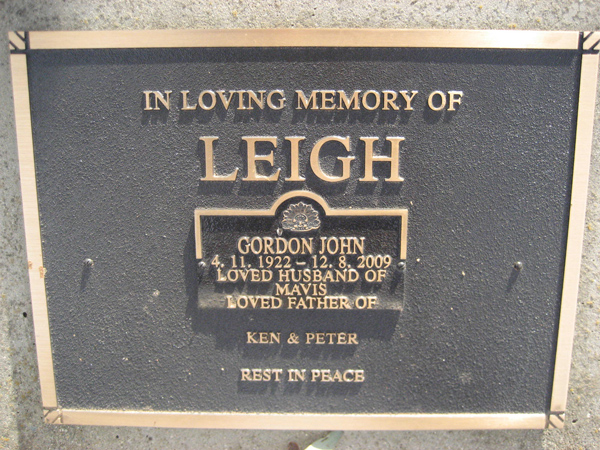 IN LOVING MEMORY OF
LEIGH
GORDON JOHN
4. 11. 1922 – 12. 8. 2009
LOVED HUSBAND OF
MAVIS
LOVED FATHER OF
KEN & PETER
REST IN PEACE